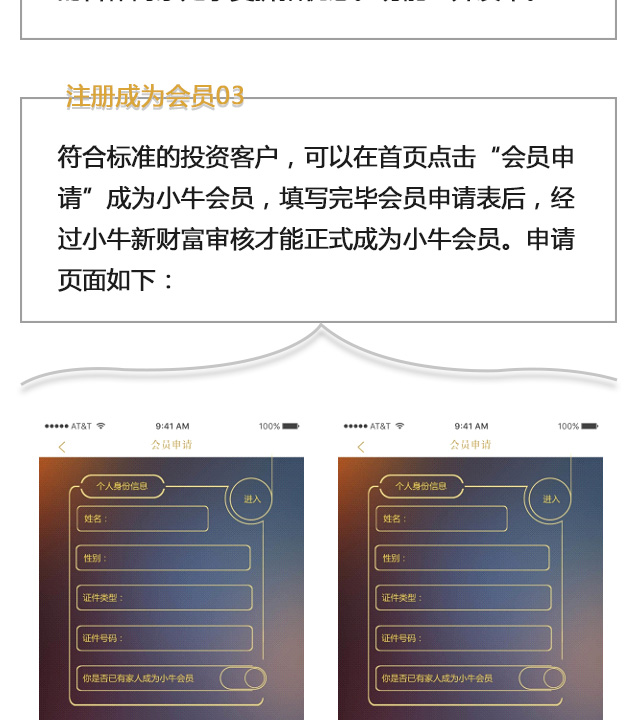 注册成为会员03
符合标准的投资客户，可以在首页点击“会员申
请”成为小牛会员，填写完毕会员申请表后，经
过小牛新财富审核才能正式成为小牛会员。申请
页面如下：
AT&T 9:41 AM 100%
会员申请
个人身份信息
进入
姓名：
性别：
证件类型：
证件号码：
你是否已有家人成为小牛会员
AT&T 9:41 AM 100%
会员申请
个人身份信息
进入
姓名：
性别：
证件类型：
证件号码：
你是否已有家人成为小牛会员